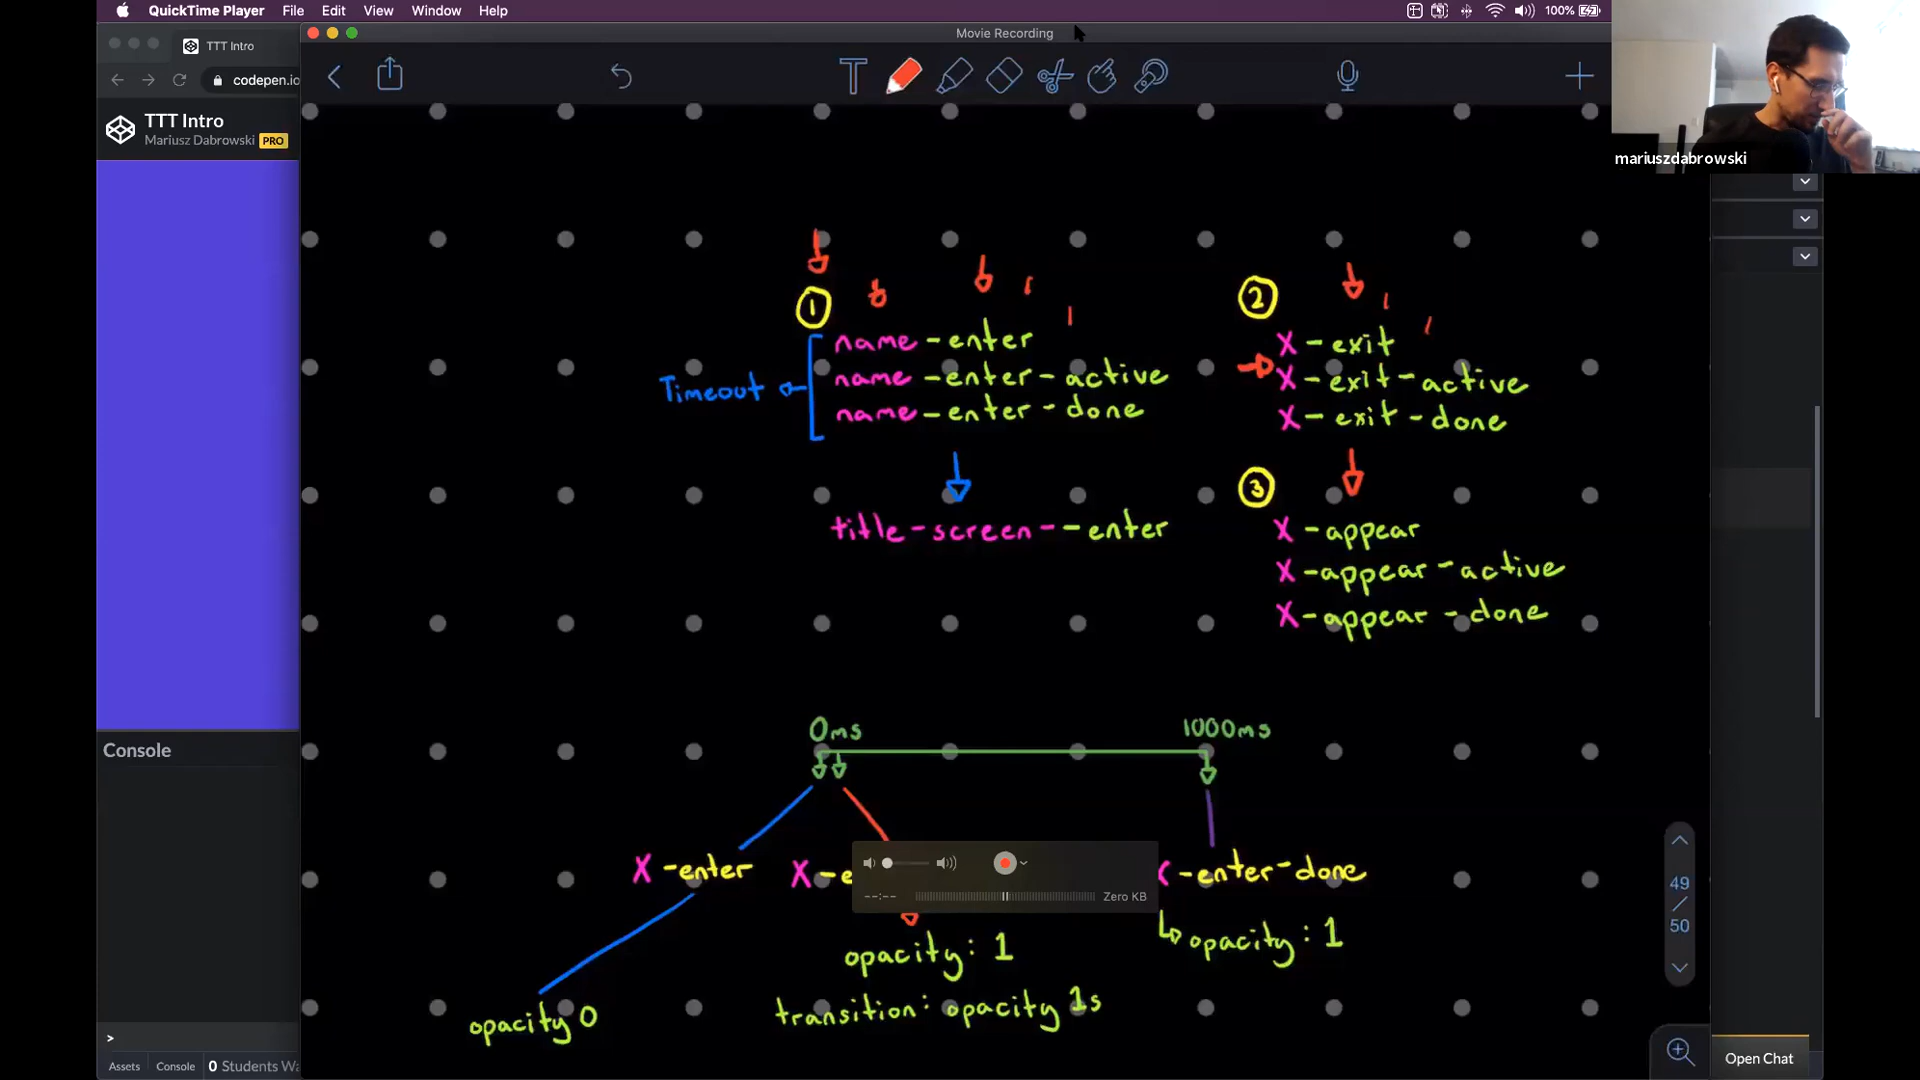 QuickTime Player File Edit View Window Help
100%
TTT Intro
Movie Recording
codepen.io
TTT Intro
Mariusz Dabrowski PRO
mariuszdabrowski
1
name-enter
name-enter-active
name-enter-done
Timeout
title-screen--enter
2
X-exit
X-exit-active
X-exit-done
3
X-appear
X-appear-active
X-appear-done
0ms
1000ms
Console
X-enter
X-e
-enter-done
--:--
Zero KB
49
/
50
opacity: 1
opacity: 1
transition: opacity 1s
opacity 0
>
Assets Console 0 Students Wa
Open Chat